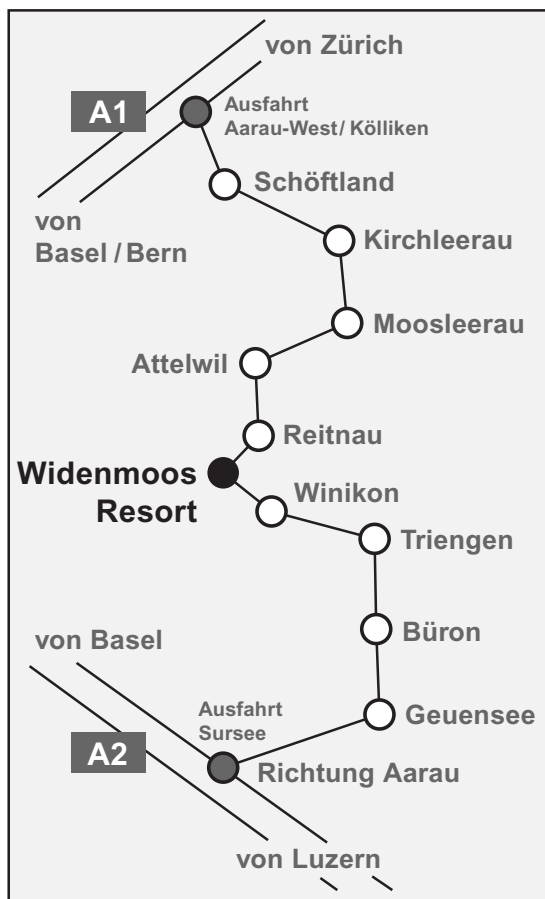 von Zürich
A1
Ausfahrt
Aarau-West/ Kölliken
Schöftland
von
Basel / Bern
Kirchleerau
Moosleerau
Attelwil
Reitnau
Widenmoos
Resort
Winikon
Triengen
Büron
von Basel
Ausfahrt
Sursee
Geuensee
A2
Richtung Aarau
von Luzern